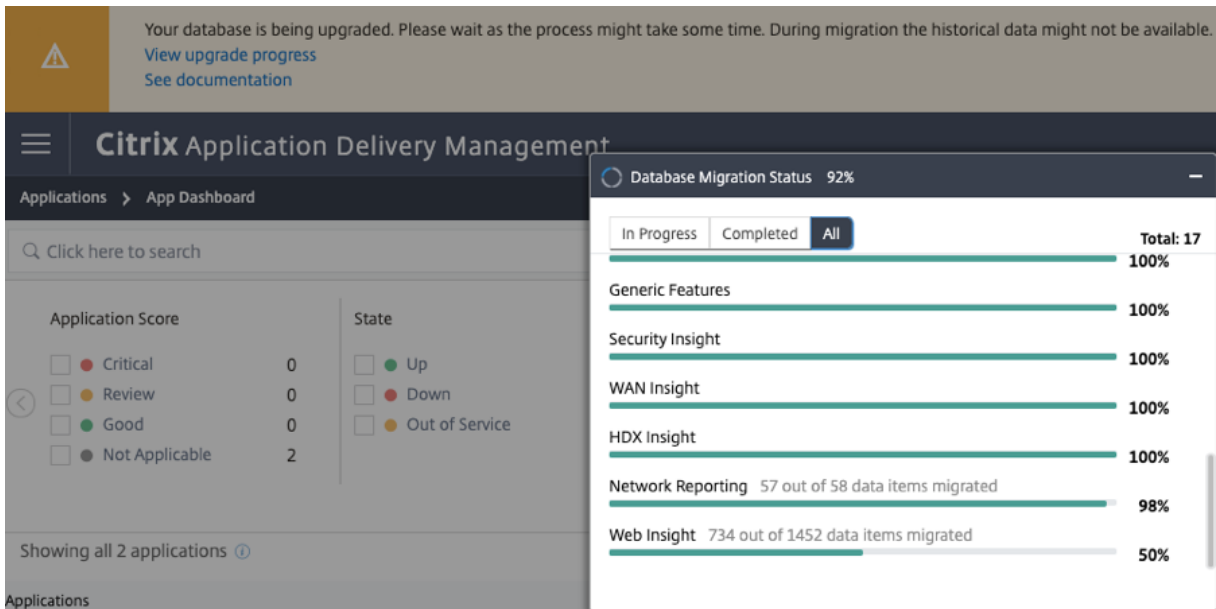 Your database is being upgraded. Please wait as the process might take some time. During migration the historical data might not be available.
View upgrade progress
See documentation
Citrix Application Delivery Management
Applications > App Dashboard
Click here to search
Application Score
Critical 0
Review 0
Good 0
Not Applicable 2
State
Up
Down
Out of Service
Showing all 2 applications
Applications
Database Migration Status 92%
In Progress Completed All Total: 17
100%
Generic Features
100%
Security Insight
100%
WAN Insight
100%
HDX Insight
100%
Network Reporting 57 out of 58 data items migrated
98%
Web Insight 734 out of 1452 data items migrated
50%